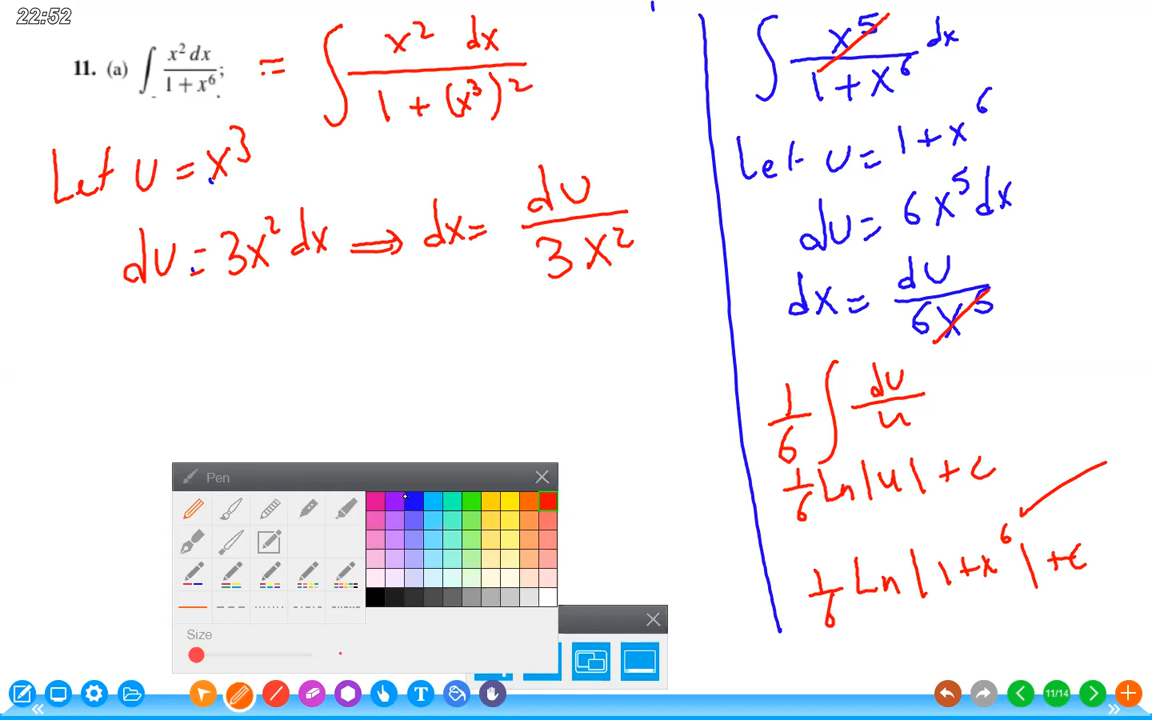 22:52
11. (a) ∫ x² dx / 1 + x⁶ ; = ∫ x² dx / 1 + (x³)²
Let U = x³
du = 3x² dx ⇒ dx = du / 3x²
∫ x⁵ / 1 + x⁶ dx
Let U = 1 + x⁶
du = 6x⁵ dx
dx = du / 6x⁵
1/6 ∫ du / u
1/6 Ln |u| + c
1/6 Ln | 1 + x⁶ | + c
Pen
Size
T
11/14